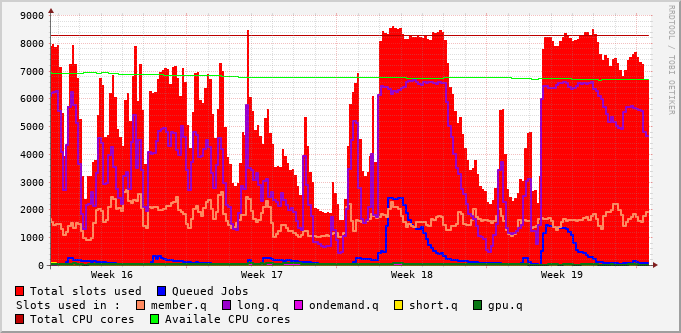 RRDTOOL / TOBI OETIKER
9000
8000
7000
6000
5000
4000
3000
2000
1000
0
Week 16 Week 17 Week 18 Week 19
Total slots used Queued Jobs
Slots used in : member.q long.q ondemand.q short.q gpu.q
Total CPU cores Availale CPU cores